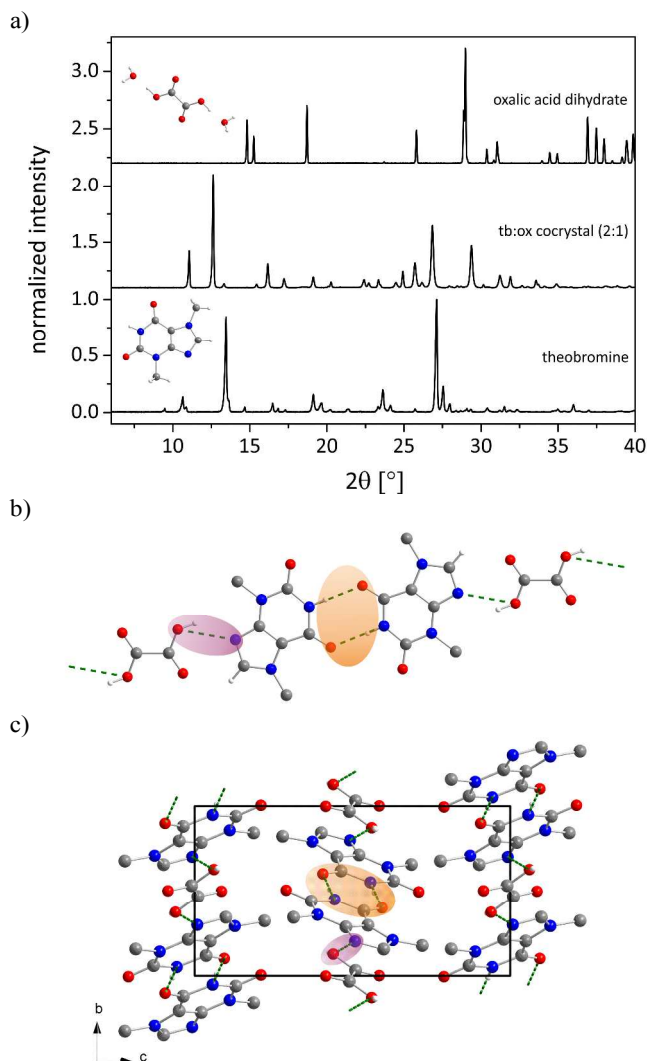 a)
3.0
oxalic acid dihydrate
2.5
2.0
tb:ox cocrystal (2:1)
1.5
1.0
theobromine
0.5
0.0
normalized intensity
10 15 20 25 30 35 40
2θ [°]
b)
c)
b
c